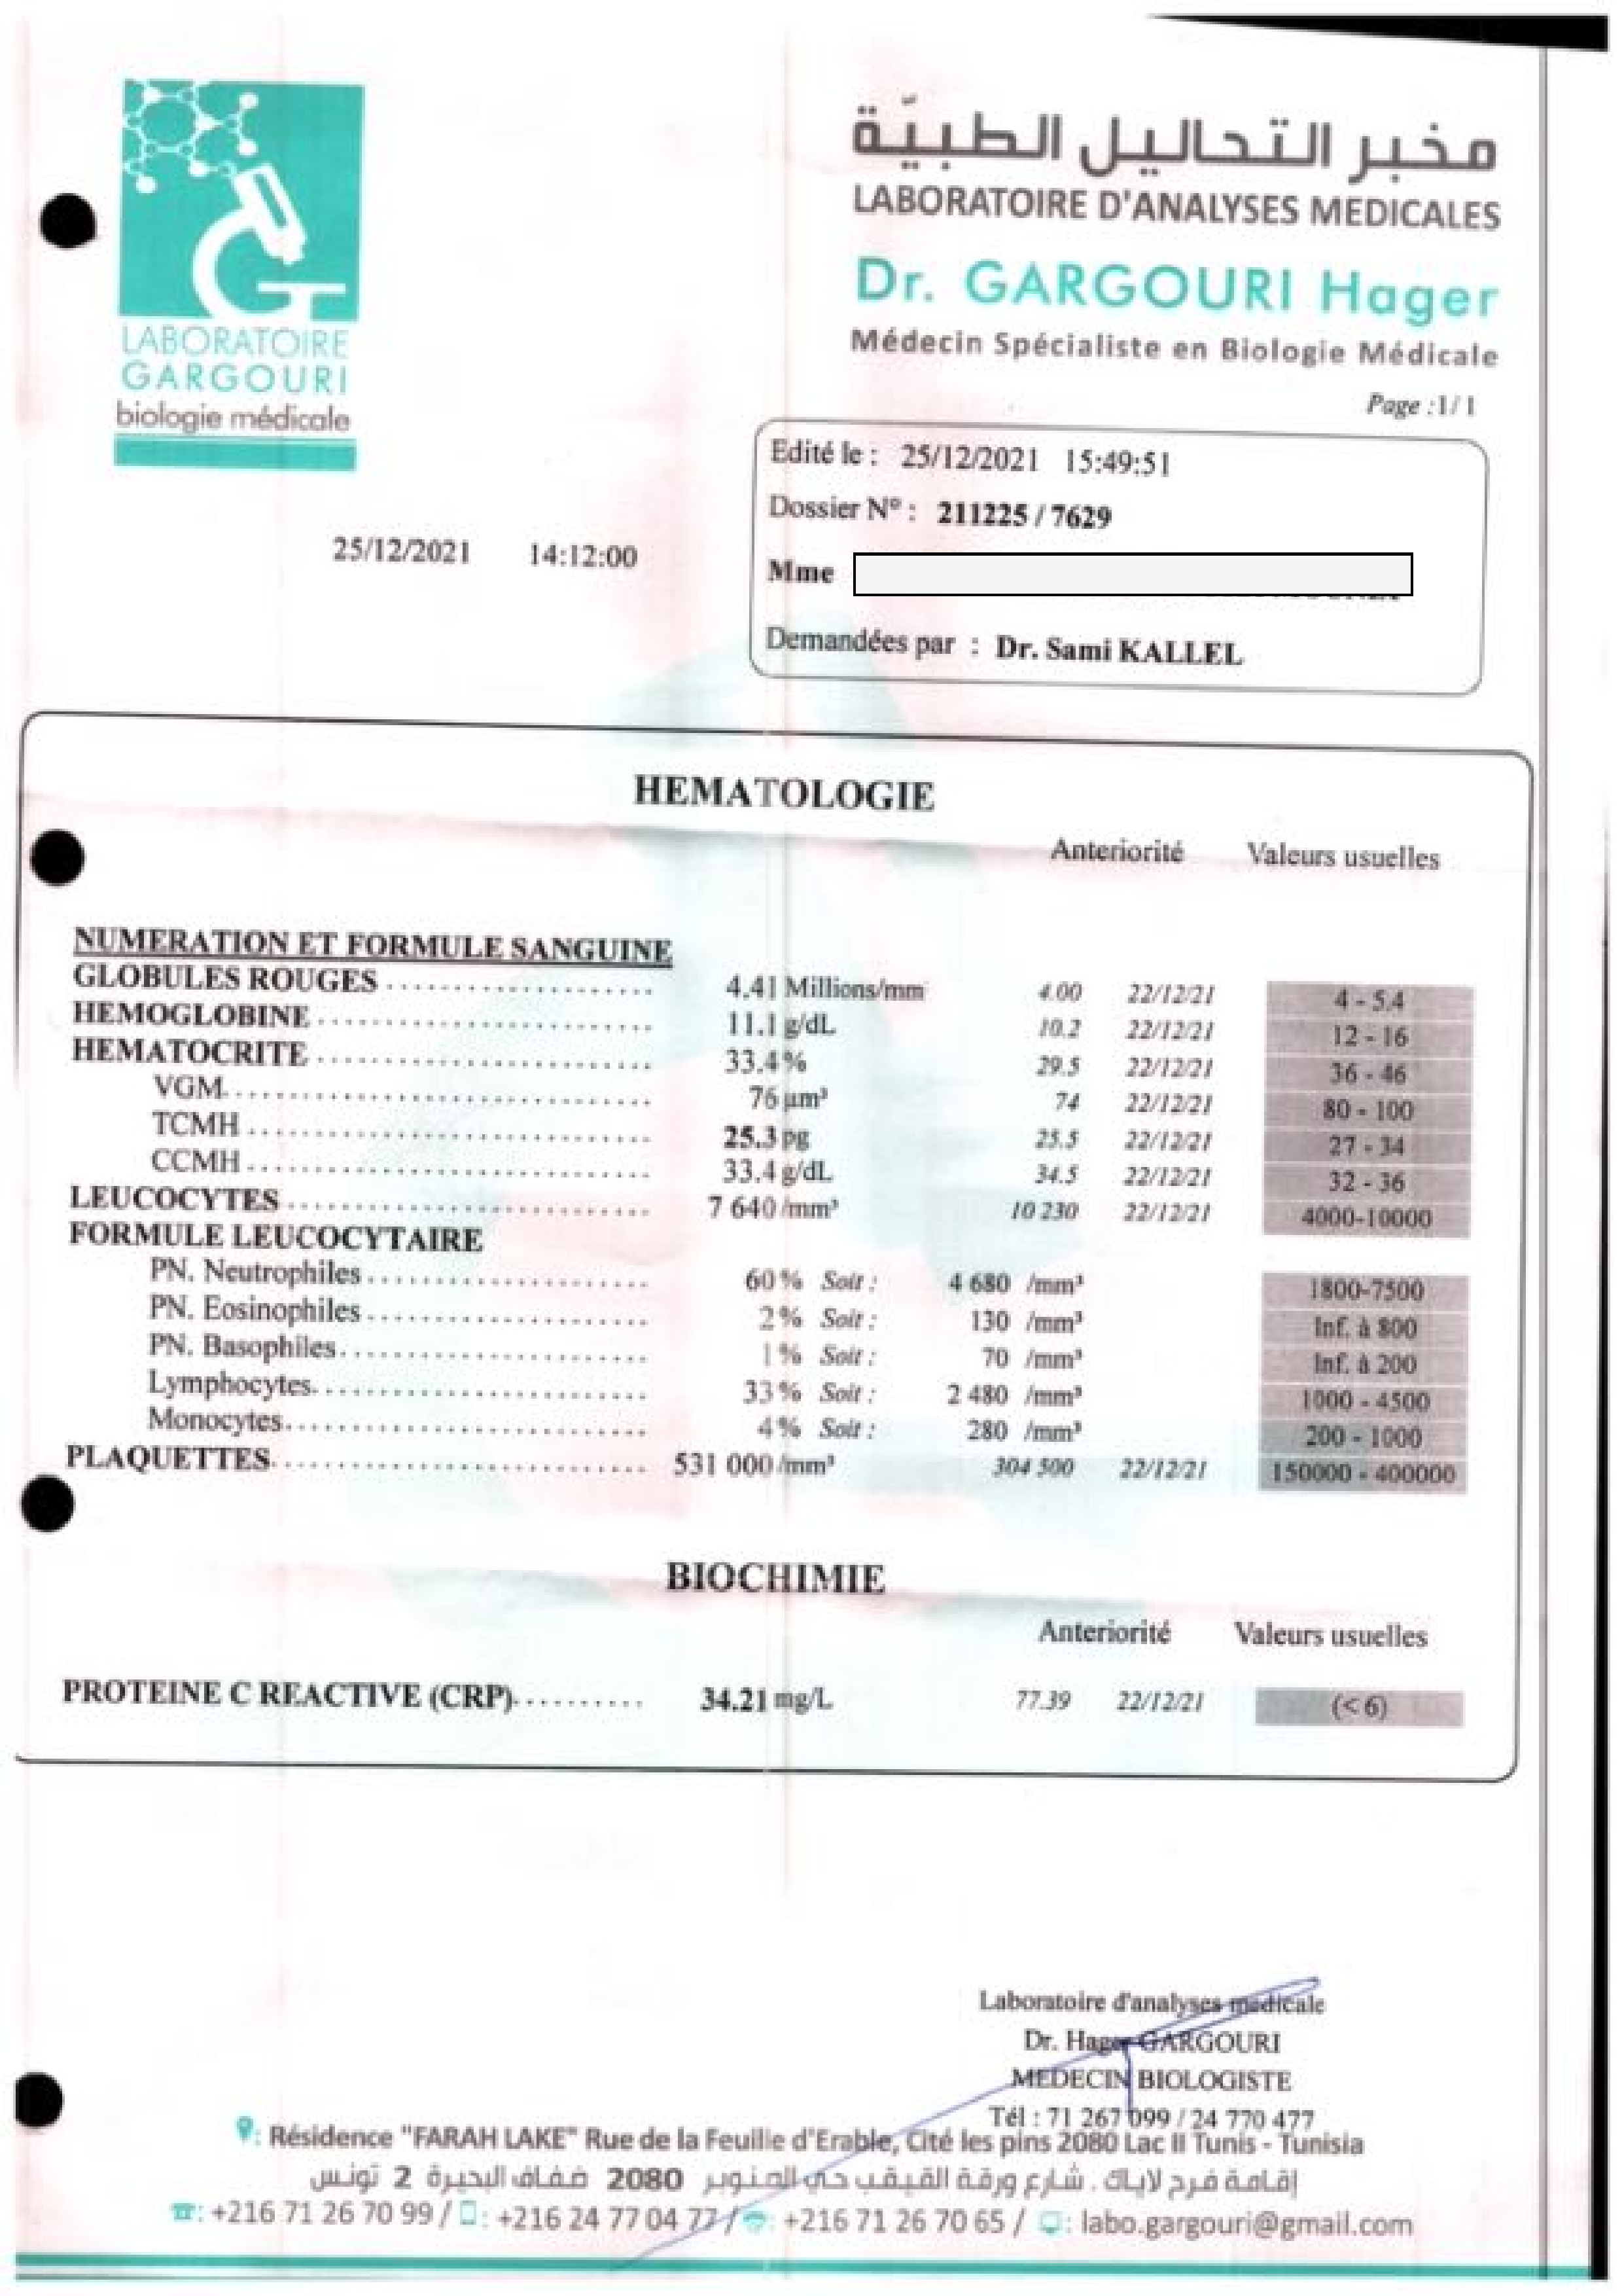 مخبر التحاليل الطبيّة
LABORATOIRE D'ANALYSES MEDICALES
Dr. GARGOURI Hager
Médecin Spécialiste en Biologie Médicale
LABORATOIRE
GARGOURI
biologie médicale
Page :1/ 1
Edité le : 25/12/2021 15:49:51
Dossier Nº : 211225 / 7629
25/12/2021 14:12:00
Mme
Demandées par : Dr. Sami KALLEL
HEMATOLOGIE
Anteriorité Valeurs usuelles
NUMERATION ET FORMULE SANGUINE
GLOBULES ROUGES 4.41 Millions/mm 4.00 22/12/21 4 - 5.4
HEMOGLOBINE 11.1 g/dL 10.2 22/12/21 12 - 16
HEMATOCRITE 33.4 % 29.5 22/12/21 36 - 46
VGM 76 µm³ 74 22/12/21 80 - 100
TCMH 25.3 pg 25.5 22/12/21 27 - 34
CCMH 33.4 g/dL 34.5 22/12/21 32 - 36
LEUCOCYTES 7 640 /mm³ 10 230 22/12/21 4000-10000
FORMULE LEUCOCYTAIRE
PN. Neutrophiles 60 % Soit : 4 680 /mm³ 1800-7500
PN. Eosinophiles 2 % Soit : 130 /mm³ Inf. à 800
PN. Basophiles 1 % Soit : 70 /mm³ Inf. à 200
Lymphocytes 33 % Soit : 2 480 /mm³ 1000 - 4500
Monocytes 4 % Soit : 280 /mm³ 200 - 1000
PLAQUETTES 531 000 /mm³ 304 500 22/12/21 150000 - 400000
BIOCHIMIE
Anteriorité Valeurs usuelles
PROTEINE C REACTIVE (CRP) 34.21 mg/L 77.39 22/12/21 (< 6)
Laboratoire d'analyses medicale
Dr. Hager GARGOURI
MEDECIN BIOLOGISTE
Tél : 71 267 099 / 24 770 477
: Résidence "FARAH LAKE" Rue de la Feuille d'Erable, Cité les pins 2080 Lac II Tunis - Tunisia
إقامة فرح لايك . شارع ورقة القيقب حي الصنوبر 2080 ضفاف البحيرة 2 تونس
: +216 71 26 70 99 / : +216 24 77 04 77 / : +216 71 26 70 65 / : labo.gargouri@gmail.com